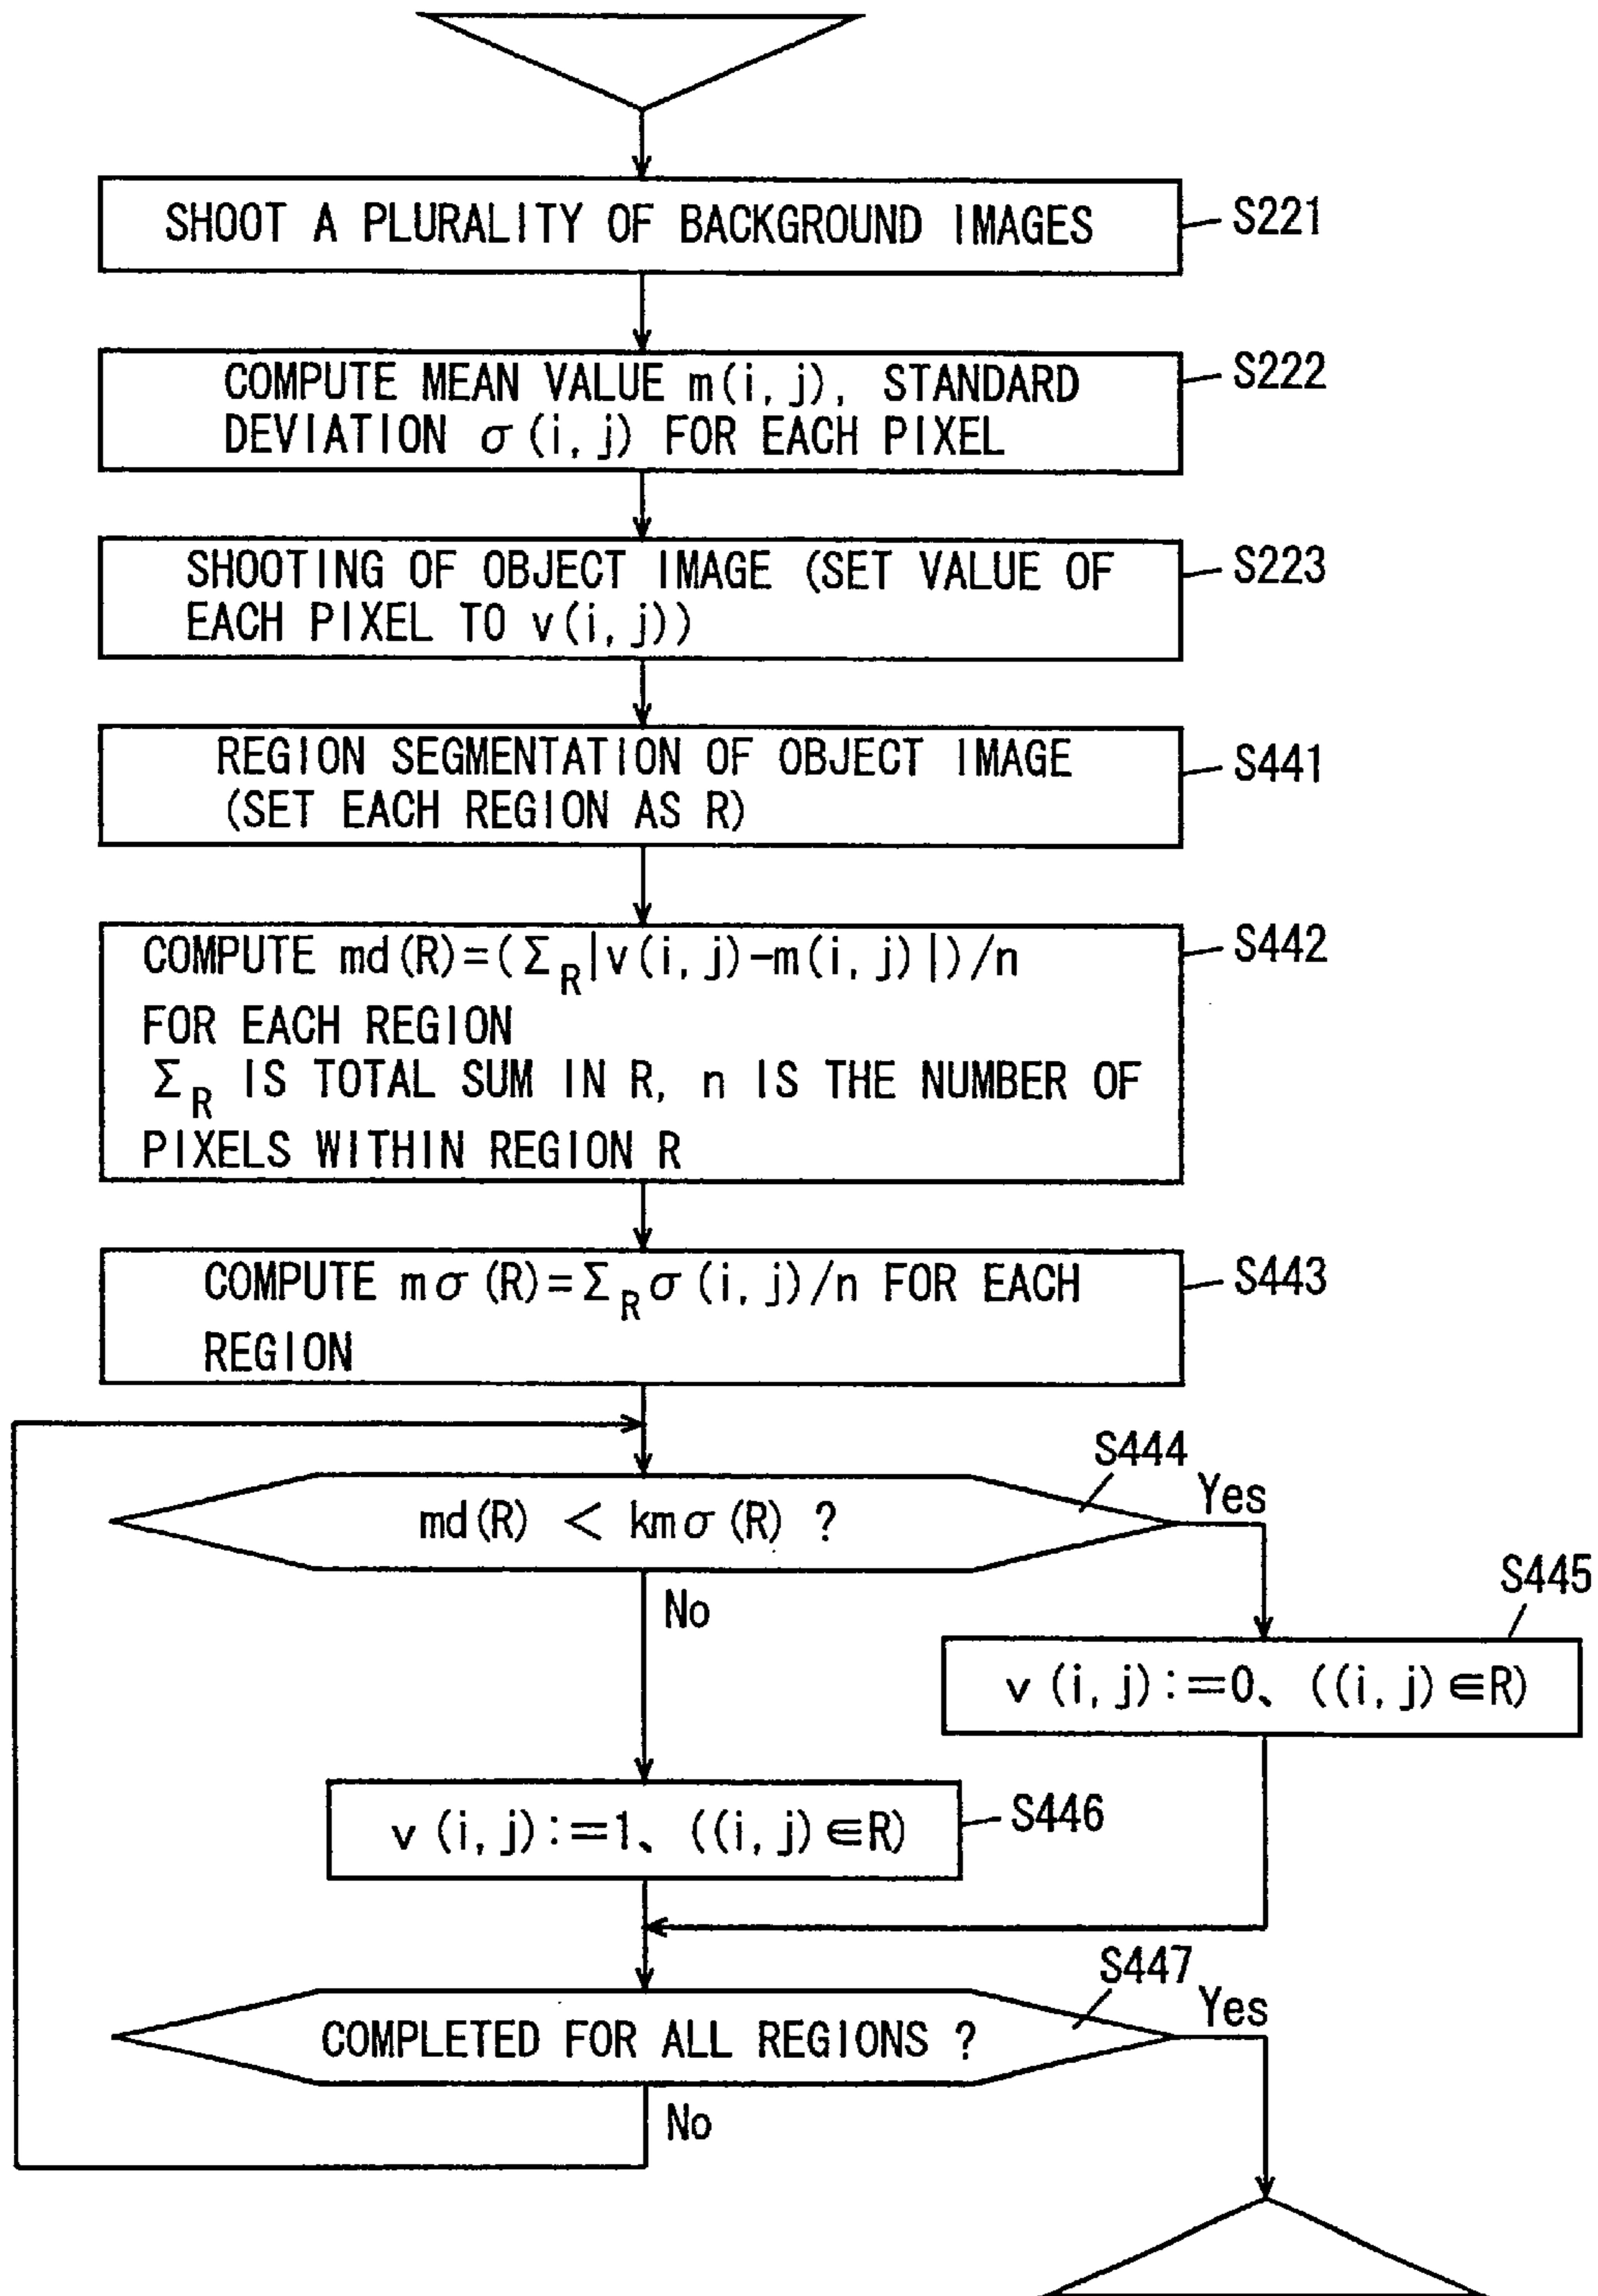 SHOOT A PLURALITY OF BACKGROUND IMAGES
S221
COMPUTE MEAN VALUE m(i, j), STANDARD
DEVIATION σ(i, j) FOR EACH PIXEL
S222
SHOOTING OF OBJECT IMAGE (SET VALUE OF
EACH PIXEL TO v(i, j))
S223
REGION SEGMENTATION OF OBJECT IMAGE
(SET EACH REGION AS R)
S441
COMPUTE md(R)=(Σ_R|v(i, j)-m(i, j)|)/n
FOR EACH REGION
Σ_R IS TOTAL SUM IN R, n IS THE NUMBER OF
PIXELS WITHIN REGION R
S442
COMPUTE mσ(R)=Σ_Rσ(i, j)/n FOR EACH
REGION
S443
S444
md(R) < kmσ(R) ?
Yes
No
S445
v(i, j):=0、((i, j)∈R)
v(i, j):=1、((i, j)∈R)
S446
S447
COMPLETED FOR ALL REGIONS ?
Yes
No